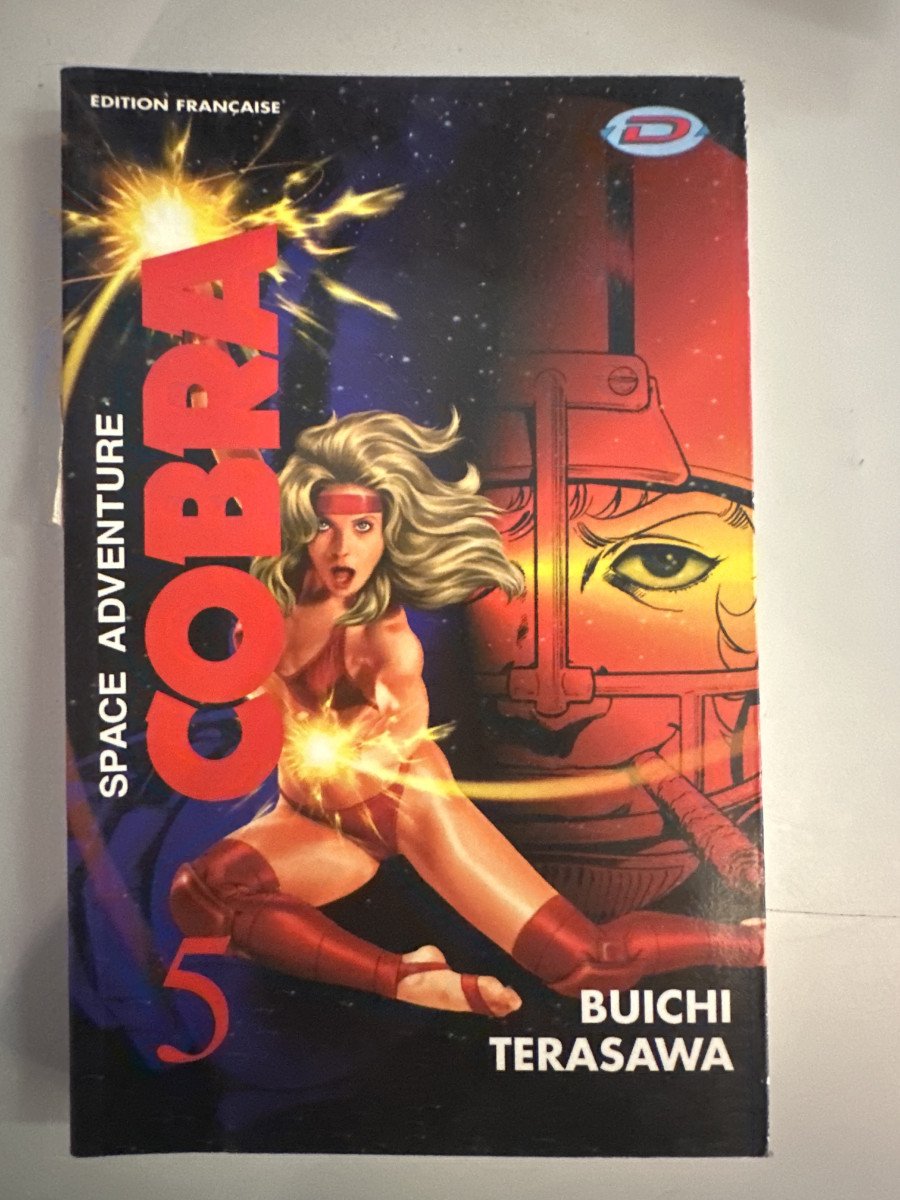 EDITION FRANÇAISE
D
SPACE ADVENTURE
COBRA
5
BUICHI
TERASAWA